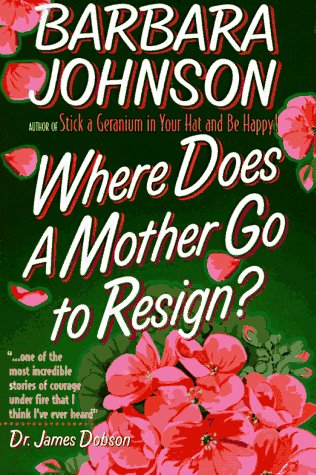 BARBARA
JOHNSON
AUTHOR OF Stick a Geranium in Your Hat and Be Happy!
Where Does
A Mother Go
to Resign?
"...one of the
most incredible
stories of courage
under fire that I
think I've ever heard"
Dr. James Dobson